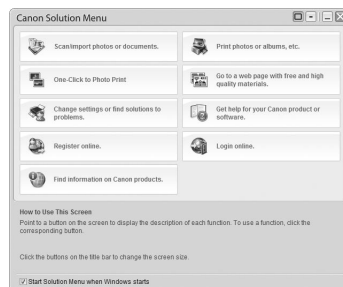 Canon Solution Menu
Scan/Import photos or documents.
Print photos or albums, etc.
One-Click to Photo Print
Go to a web page with free and high
quality materials.
Change settings or find solutions to
problems.
Get help for your Canon product or
software.
Register online.
Login online.
Find information on Canon products.
How to Use This Screen
Point to a button on the screen to display the description of each function. To use a function, click the
corresponding button.
Click the buttons on the title bar to change the screen size.
Start Solution Menu when Windows starts